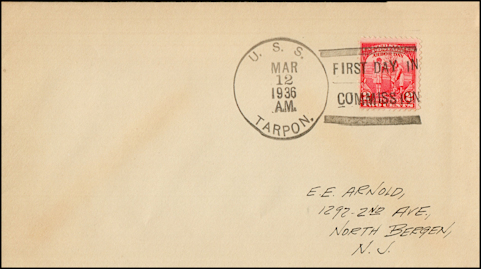 U. S. S.
MAR
12
1936
A.M.
TARPON.
FIRST DAY IN
COMMISSION
E.E. ARNOLD,
1292-2ND AVE.,
NORTH BERGEN,
N. J.